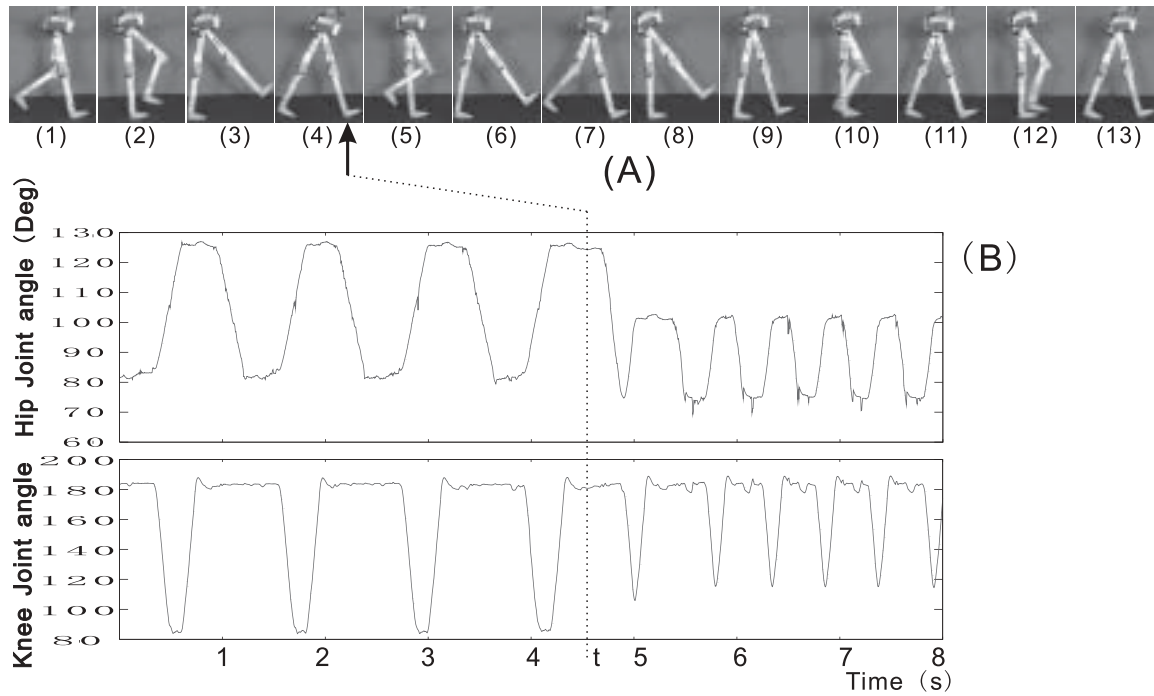 (1) (2) (3) (4) (5) (6) (7) (8) (9) (10) (11) (12) (13)
(A)
Hip Joint angle (Deg)
130
120
110
100
90
80
70
60
(B)
Knee Joint angle
200
180
160
140
120
100
80
1 2 3 4 t 5 6 7 8
Time (s)